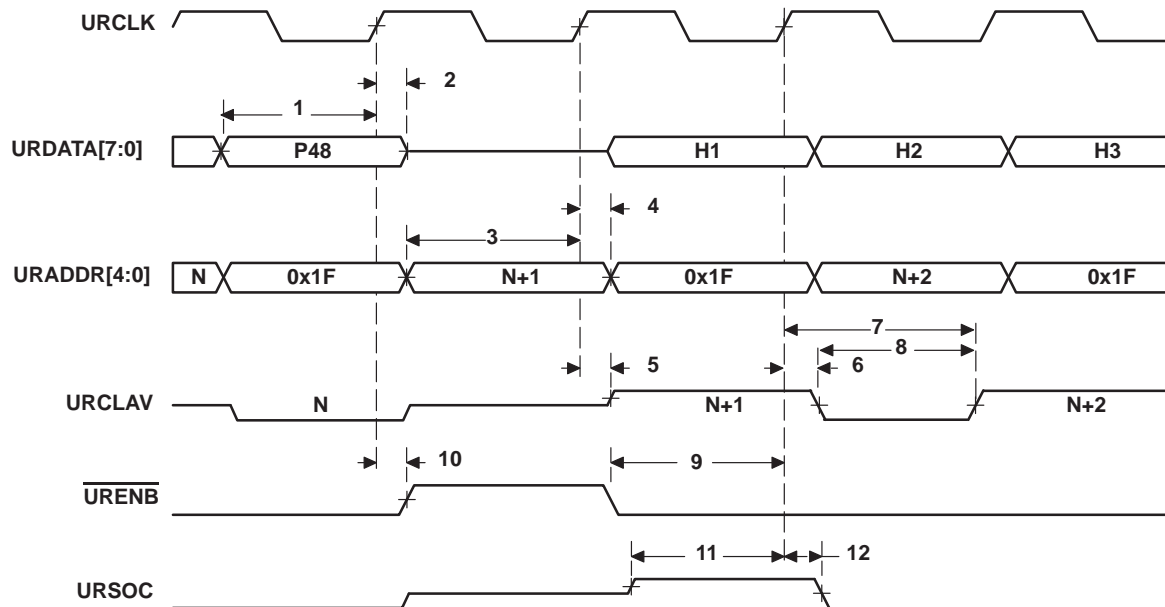 URCLK
2
1
URDATA[7:0] P48 H1 H2 H3
4
3
URADDR[4:0] N 0x1F N+1 0x1F N+2 0x1F
7
8
5 6
URCLAV N N+1 N+2
10 9
URENB
11 12
URSOC